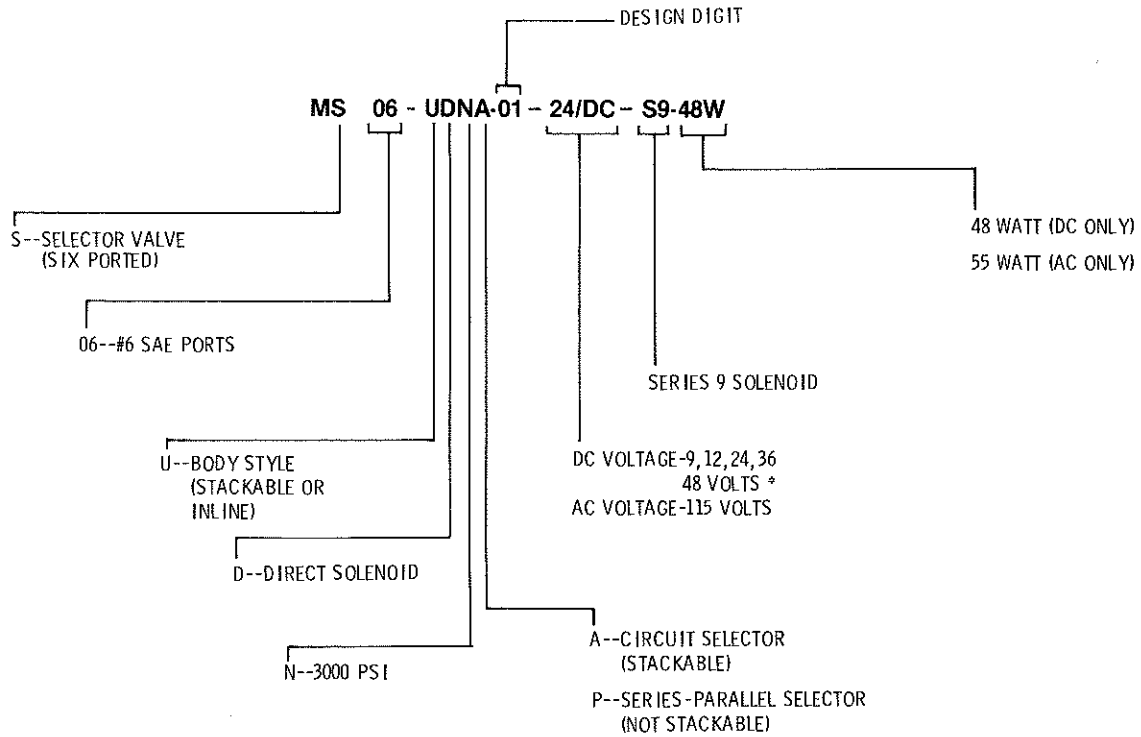 DESIGN DIGIT
MS 06 - UDNA-01 - 24/DC - S9-48W
S--SELECTOR VALVE
(SIX PORTED)
48 WATT (DC ONLY)
55 WATT (AC ONLY)
06--#6 SAE PORTS
SERIES 9 SOLENOID
U--BODY STYLE
(STACKABLE OR
INLINE)
DC VOLTAGE-9,12,24,36
48 VOLTS *
AC VOLTAGE-115 VOLTS
D--DIRECT SOLENOID
A--CIRCUIT SELECTOR
(STACKABLE)
N--3000 PSI
P--SERIES-PARALLEL SELECTOR
(NOT STACKABLE)